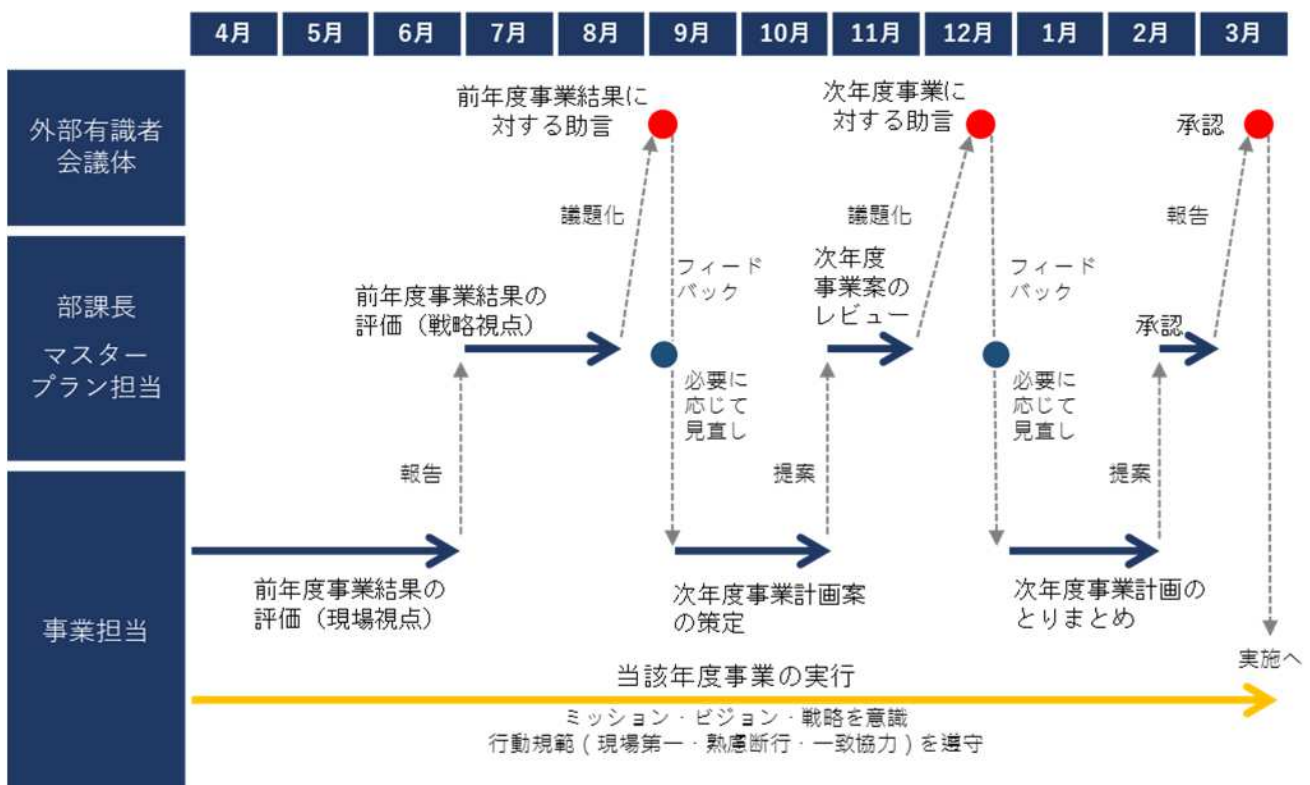 4月
5月
6月
7月
8月
9月
10月
11月
12月
1月
2月
3月
外部有識者
会議体
前年度事業結果に
対する助言
次年度事業に
対する助言
承認
議題化
議題化
報告
部課長
マスター
プラン担当
前年度事業結果の
評価（戦略視点）
フィード
バック
次年度
事業案の
レビュー
フィード
バック
承認
必要に
応じて
見直し
必要に
応じて
見直し
報告
提案
提案
事業担当
前年度事業結果の
評価（現場視点）
次年度事業計画案
の策定
次年度事業計画の
とりまとめ
実施へ
当該年度事業の実行
ミッション・ビジョン・戦略を意識
行動規範（現場第一・熟慮断行・一致協力）を遵守